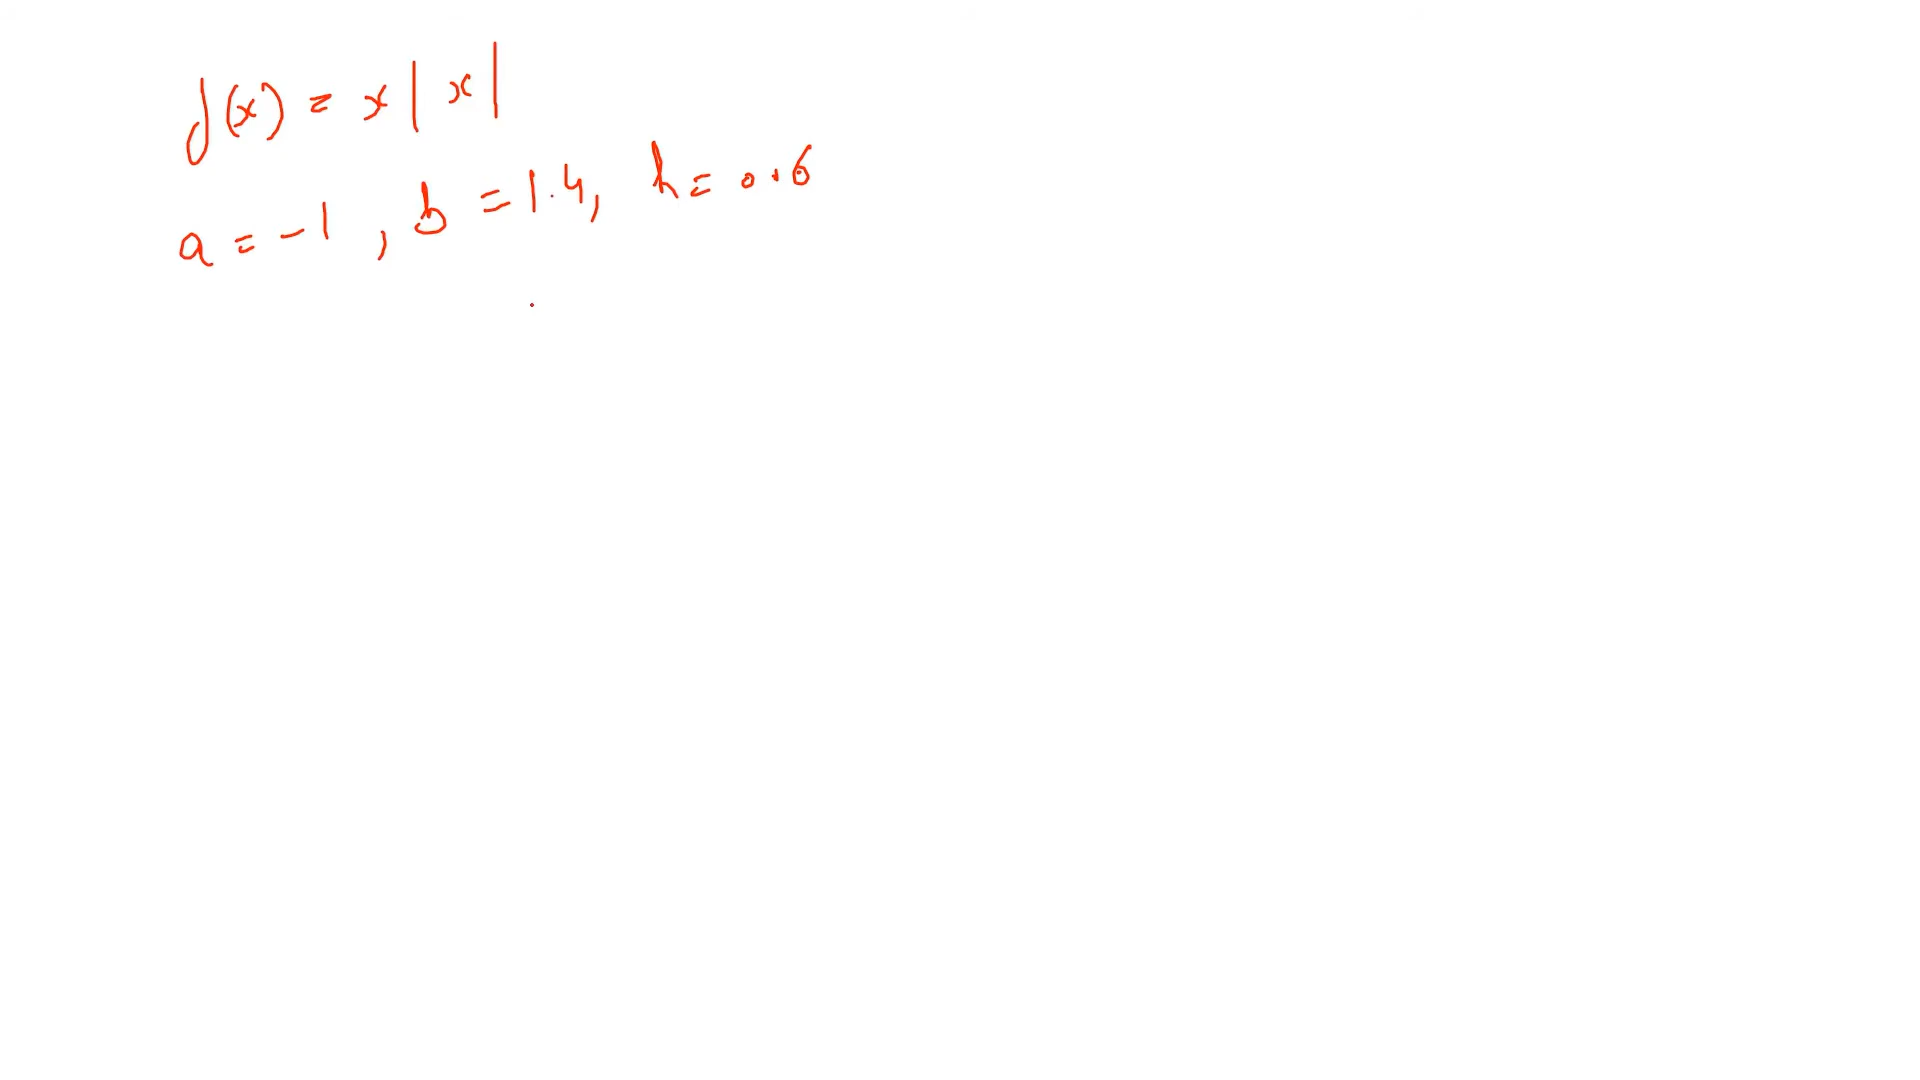 f(x) = x|x|
a = -1 , b = 1.4, h = 0.6